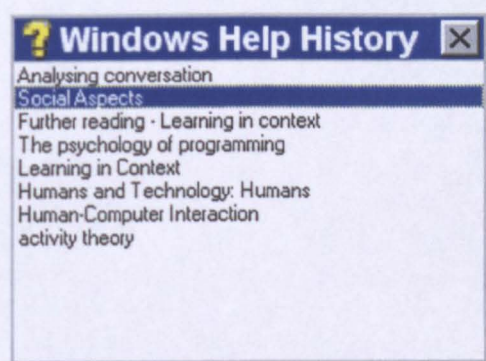 Windows Help History
Analysing conversation
Social Aspects
Further reading - Learning in context
The psychology of programming
Learning in Context
Humans and Technology: Humans
Human-Computer Interaction
activity theory